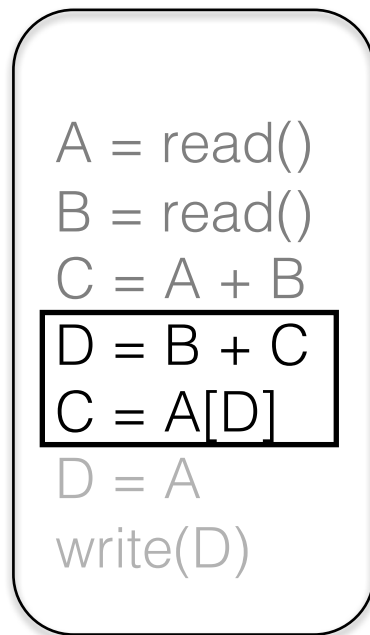 A = read()
B = read()
C = A + B
D = B + C
C = A[D]
D = A
write(D)